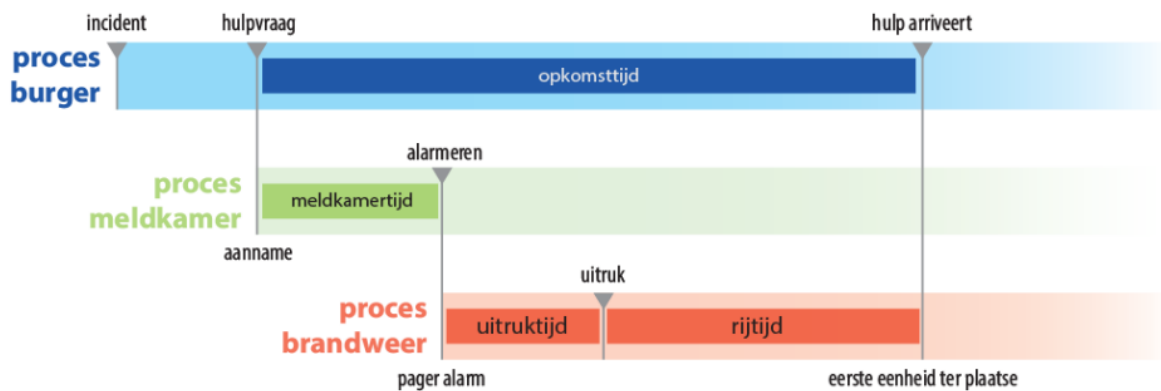 incident
hulpvraag
hulp arriveert
proces
burger
opkomsttijd
alarmeren
proces
meldkamer
meldkamertijd
aanname
uitruk
proces
brandweer
uitruktijd
rijtijd
pager alarm
eerste eenheid ter plaatse